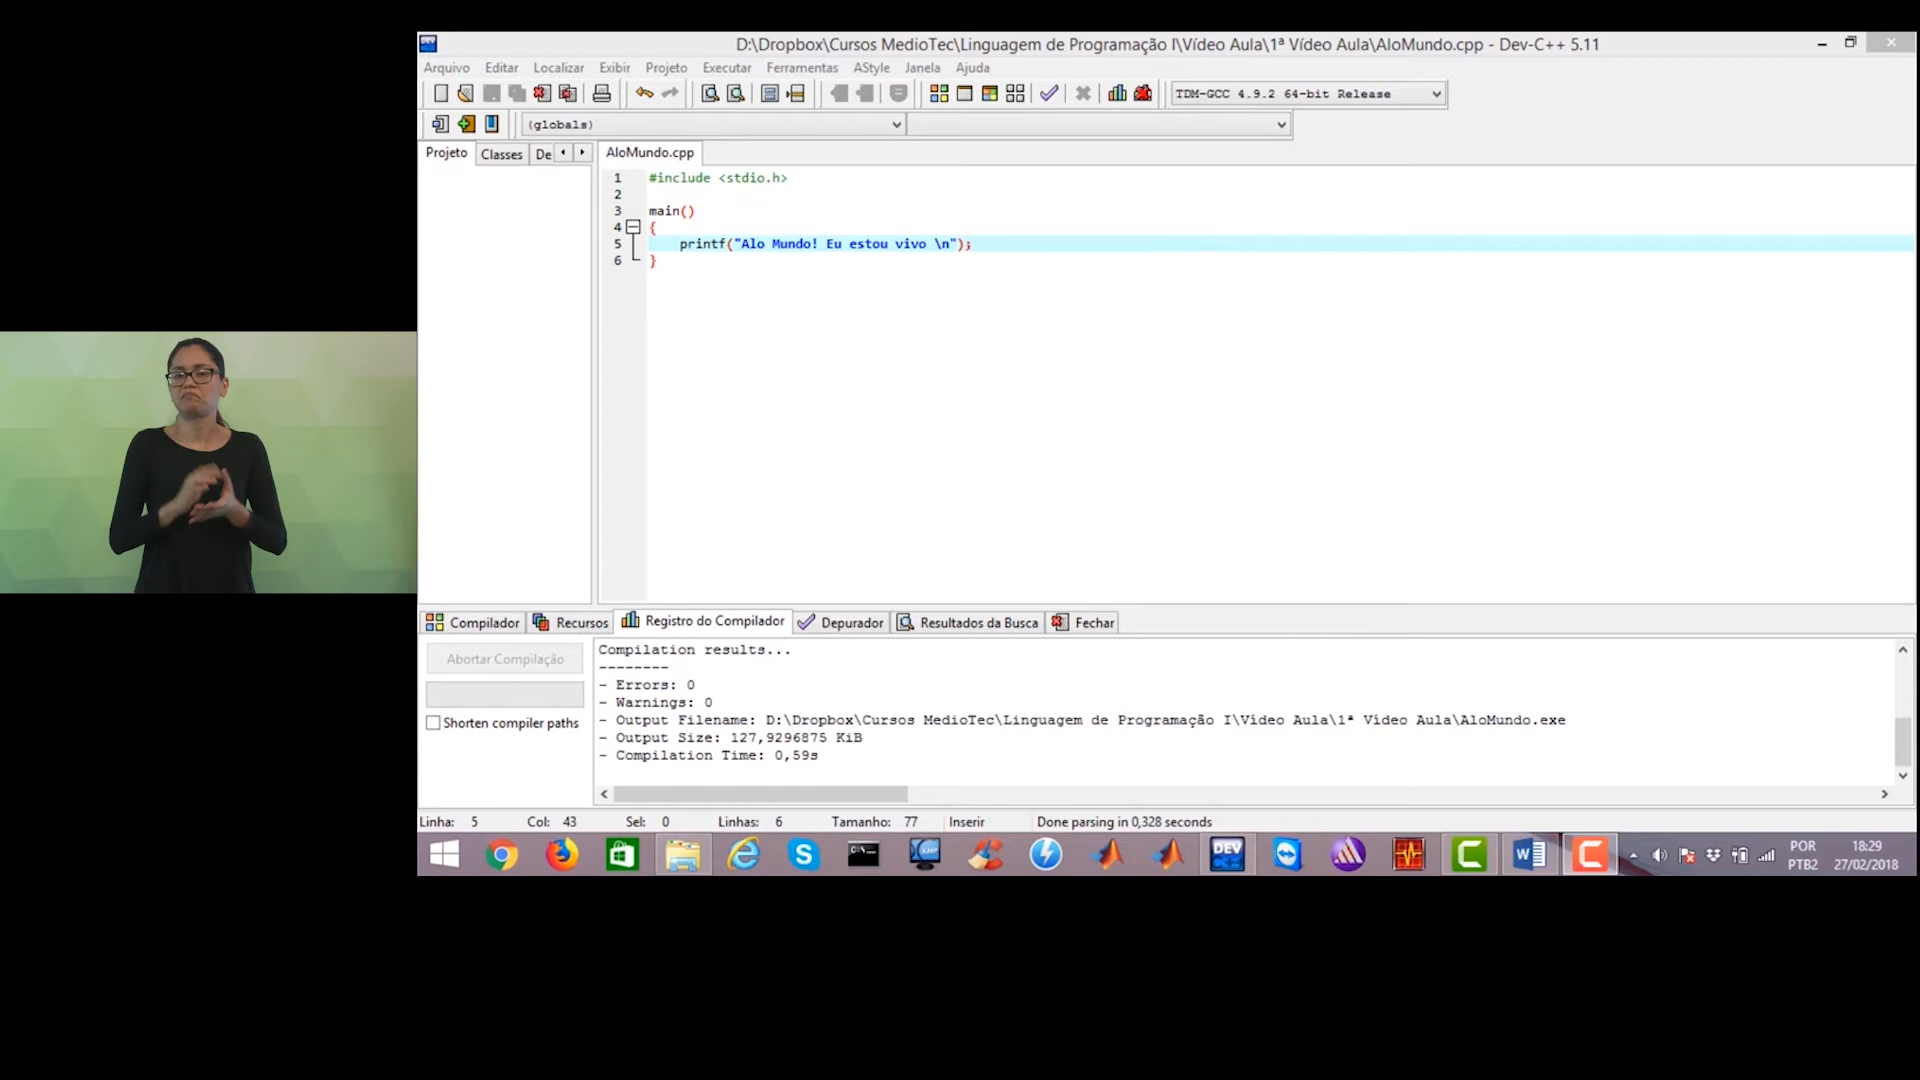 D:\Dropbox\Cursos MedioTec\Linguagem de Programação I\Vídeo Aula\1ª Vídeo Aula\AloMundo.cpp - Dev-C++ 5.11
Arquivo Editar Localizar Exibir Projeto Executar Ferramentas AStyle Janela Ajuda
TDM-GCC 4.9.2 64-bit Release
(globals)
Projeto Classes De
AloMundo.cpp
1 #include <stdio.h>
2
3 main()
4 {
5 printf("Alo Mundo! Eu estou vivo \n");
6 }
Compilador Recursos Registro do Compilador Depurador Resultados da Busca Fechar
Abortar Compilação
Shorten compiler paths
Compilation results...
--------
- Errors: 0
- Warnings: 0
- Output Filename: D:\Dropbox\Cursos MedioTec\Linguagem de Programação I\Vídeo Aula\1ª Vídeo Aula\AloMundo.exe
- Output Size: 127,9296875 KiB
- Compilation Time: 0,59s
Linha: 5 Col: 43 Sel: 0 Linhas: 6 Tamanho: 77 Inserir Done parsing in 0,328 seconds
DEV
POR
PTB2
18:29
27/02/2018